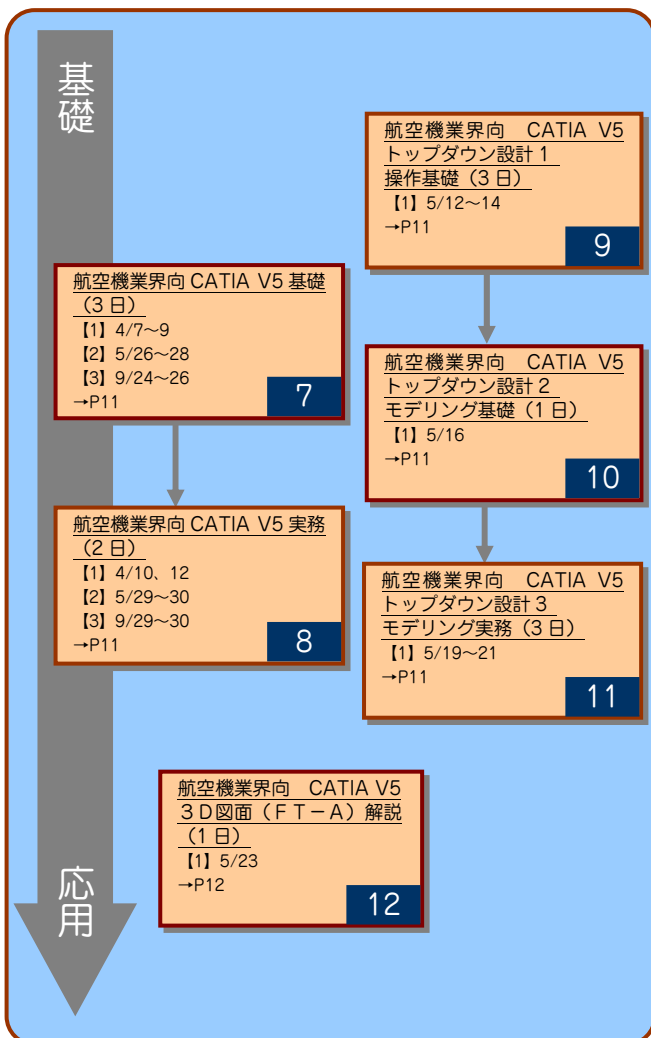 基礎
航空機業界向 CATIA V5
トップダウン設計1
操作基礎（3日）
【1】5/12～14
→P11
9
航空機業界向 CATIA V5 基礎
（3日）
【1】4/7～9
【2】5/26～28
【3】9/24～26
→P11
7
航空機業界向 CATIA V5
トップダウン設計2
モデリング基礎（1日）
【1】5/16
→P11
10
航空機業界向 CATIA V5 実務
（2日）
【1】4/10、12
【2】5/29～30
【3】9/29～30
→P11
8
航空機業界向 CATIA V5
トップダウン設計3
モデリング実務（3日）
【1】5/19～21
→P11
11
航空機業界向 CATIA V5
３Ｄ図面（ＦＴ－Ａ）解説
（1日）
【1】5/23
→P12
12
応用